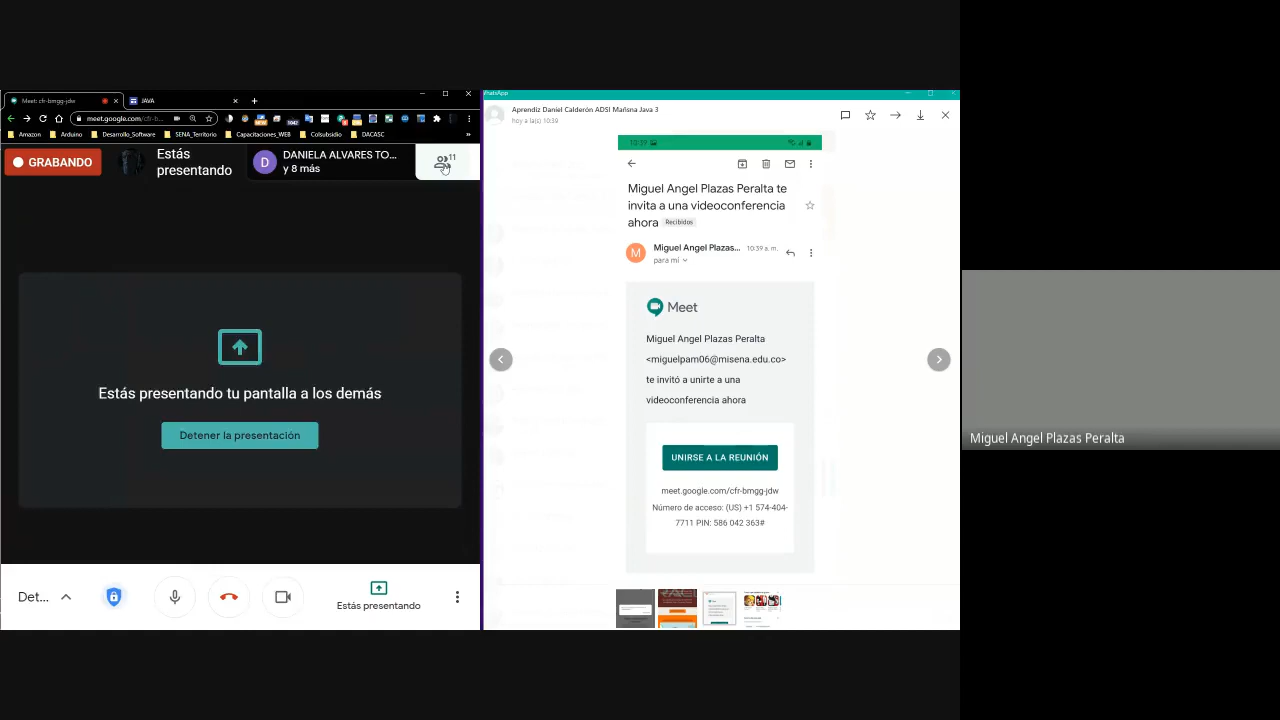 Meet: cfr-bmgg-jdw
JAVA
meet.google.com/cfr-b...
Amazon
Arduino
Desarrollo_Software
SENA_Territorio
Capacitaciones_WEB
Colsubsidio
DACASC
»
GRABANDO
Estás
presentando
D
DANIELA ALVARES TO...
y 8 más
11
Estás presentando tu pantalla a los demás
Detener la presentación
Det...
Estás presentando
WhatsApp
Aprendiz Daniel Calderón ADSI Mañsna Java 3
hoy a la(s) 10:39
10:39
Miguel Angel Plazas Peralta te
invita a una videoconferencia
ahora Recibidos
M
Miguel Angel Plazas... 10:39 a. m.
para mí
Meet
Miguel Angel Plazas Peralta
<miguelpam06@misena.edu.co>
te invitó a unirte a una
videoconferencia ahora
UNIRSE A LA REUNIÓN
meet.google.com/cfr-bmgg-jdw
Número de acceso: (US) +1 574-404-
7711 PIN: 586 042 363#
Miguel Angel Plazas Peralta